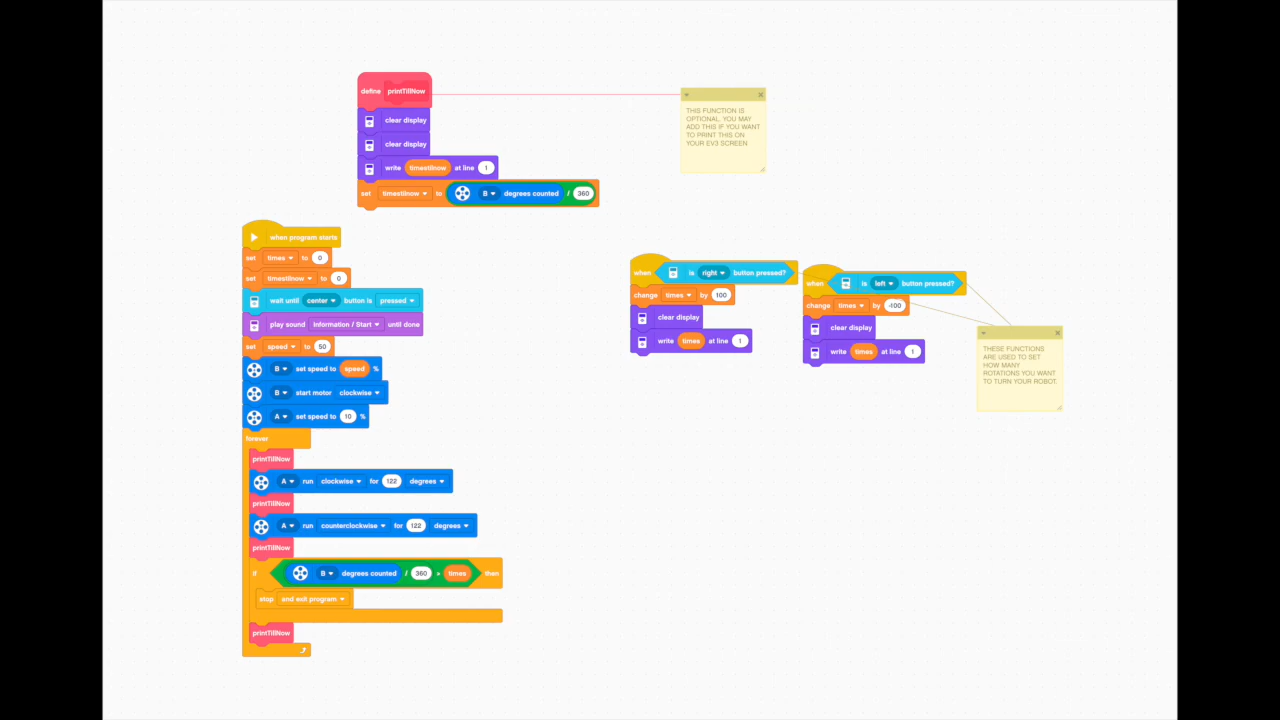 define printTillNow
clear display
clear display
write timestilnow at line 1
set timestilnow to B degrees counted / 360
THIS FUNCTION IS
OPTIONAL. YOU MAY
ADD THIS IF YOU WANT
TO PRINT THIS ON
YOUR EV3 SCREEN
when program starts
set times to 0
set timestilnow to 0
wait until center button is pressed
play sound Information / Start until done
set speed to 50
B set speed to speed %
B start motor clockwise
A set speed to 10 %
forever
printTillNow
A run clockwise for 122 degrees
printTillNow
A run counterclockwise for 122 degrees
printTillNow
if B degrees counted / 360 times then
stop and exit program
printTillNow
when is right button pressed?
change times by 100
clear display
write times at line 1
when is left button pressed?
change times by -100
clear display
write times at line 1
THESE FUNCTIONS
ARE USED TO SET
HOW MANY
ROTATIONS YOU WANT
TO TURN YOUR ROBOT.